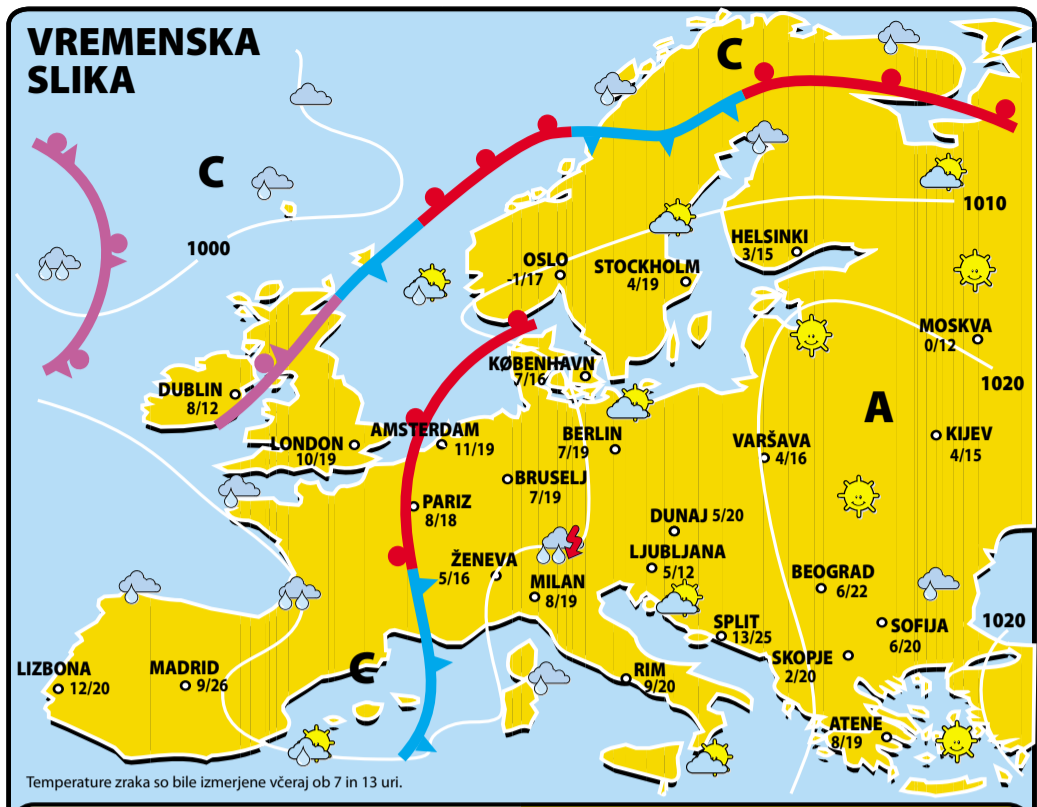 VREMENSKA
SLIKA
C
C
1000
1010
OSLO
-1/17
STOCKHOLM
4/19
HELSINKI
3/15
MOSKVA
0/12
1020
KØBENHAVN
7/16
DUBLIN
8/12
A
LONDON
10/19
AMSTERDAM
11/19
BERLIN
7/19
VARŠAVA
4/16
KIJEV
4/15
BRUSELJ
7/19
PARIZ
8/18
DUNAJ 5/20
ŽENEVA
5/16
LJUBLJANA
5/12
MILAN
8/19
BEOGRAD
6/22
1020
SPLIT
13/25
SOFIJA
6/20
LIZBONA
12/20
MADRID
9/26
C
RIM
9/20
SKOPJE
2/20
ATENE
8/19
Temperature zraka so bile izmerjene včeraj ob 7 in 13 uri.